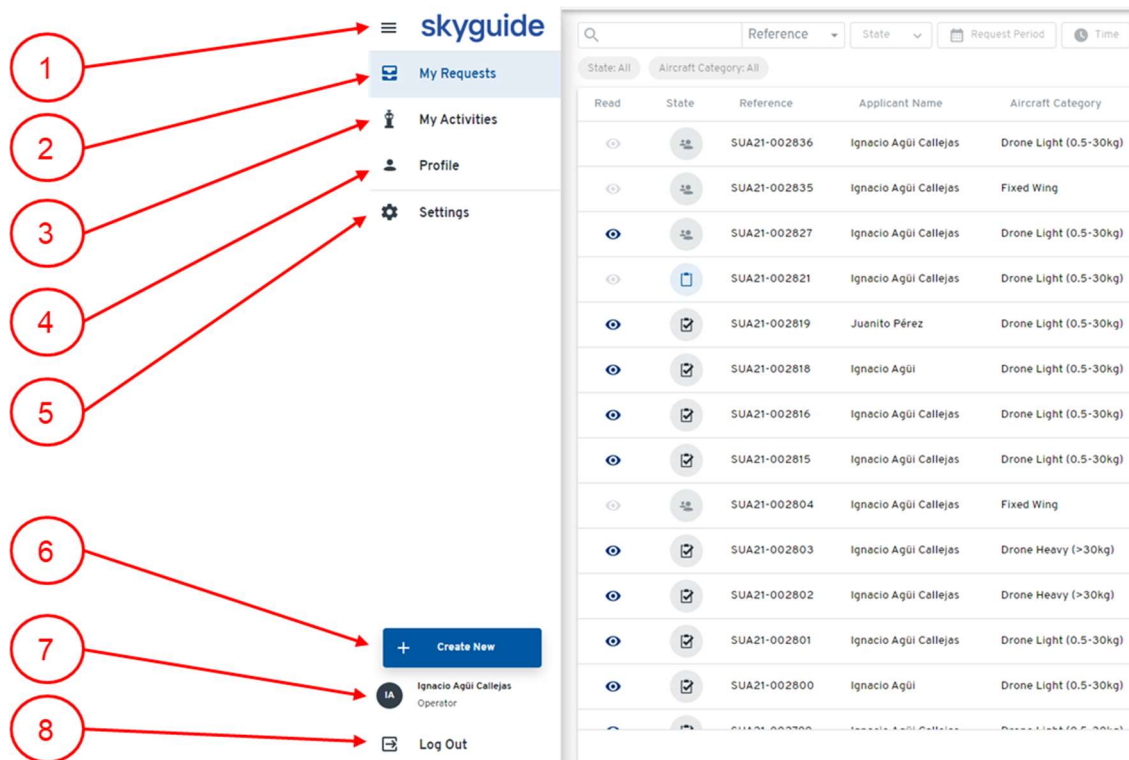 1
2
3
4
5
6
7
8
skyguide
My Requests
My Activities
Profile
Settings
Create New
IA
Ignacio Agüi Callejas
Operator
Log Out
Reference State Request Period Time
State: All Aircraft Category: All
Read State Reference Applicant Name Aircraft Category
SUA21-002836 Ignacio Agüi Callejas Drone Light (0.5-30kg)
SUA21-002835 Ignacio Agüi Callejas Fixed Wing
SUA21-002827 Ignacio Agüi Callejas Drone Light (0.5-30kg)
SUA21-002821 Ignacio Agüi Callejas Drone Light (0.5-30kg)
SUA21-002819 Juanito Pérez Drone Light (0.5-30kg)
SUA21-002818 Ignacio Agüi Drone Light (0.5-30kg)
SUA21-002816 Ignacio Agüi Callejas Drone Light (0.5-30kg)
SUA21-002815 Ignacio Agüi Callejas Drone Light (0.5-30kg)
SUA21-002804 Ignacio Agüi Callejas Fixed Wing
SUA21-002803 Ignacio Agüi Callejas Drone Heavy (>30kg)
SUA21-002802 Ignacio Agüi Callejas Drone Heavy (>30kg)
SUA21-002801 Ignacio Agüi Callejas Drone Light (0.5-30kg)
SUA21-002800 Ignacio Agüi Drone Light (0.5-30kg)